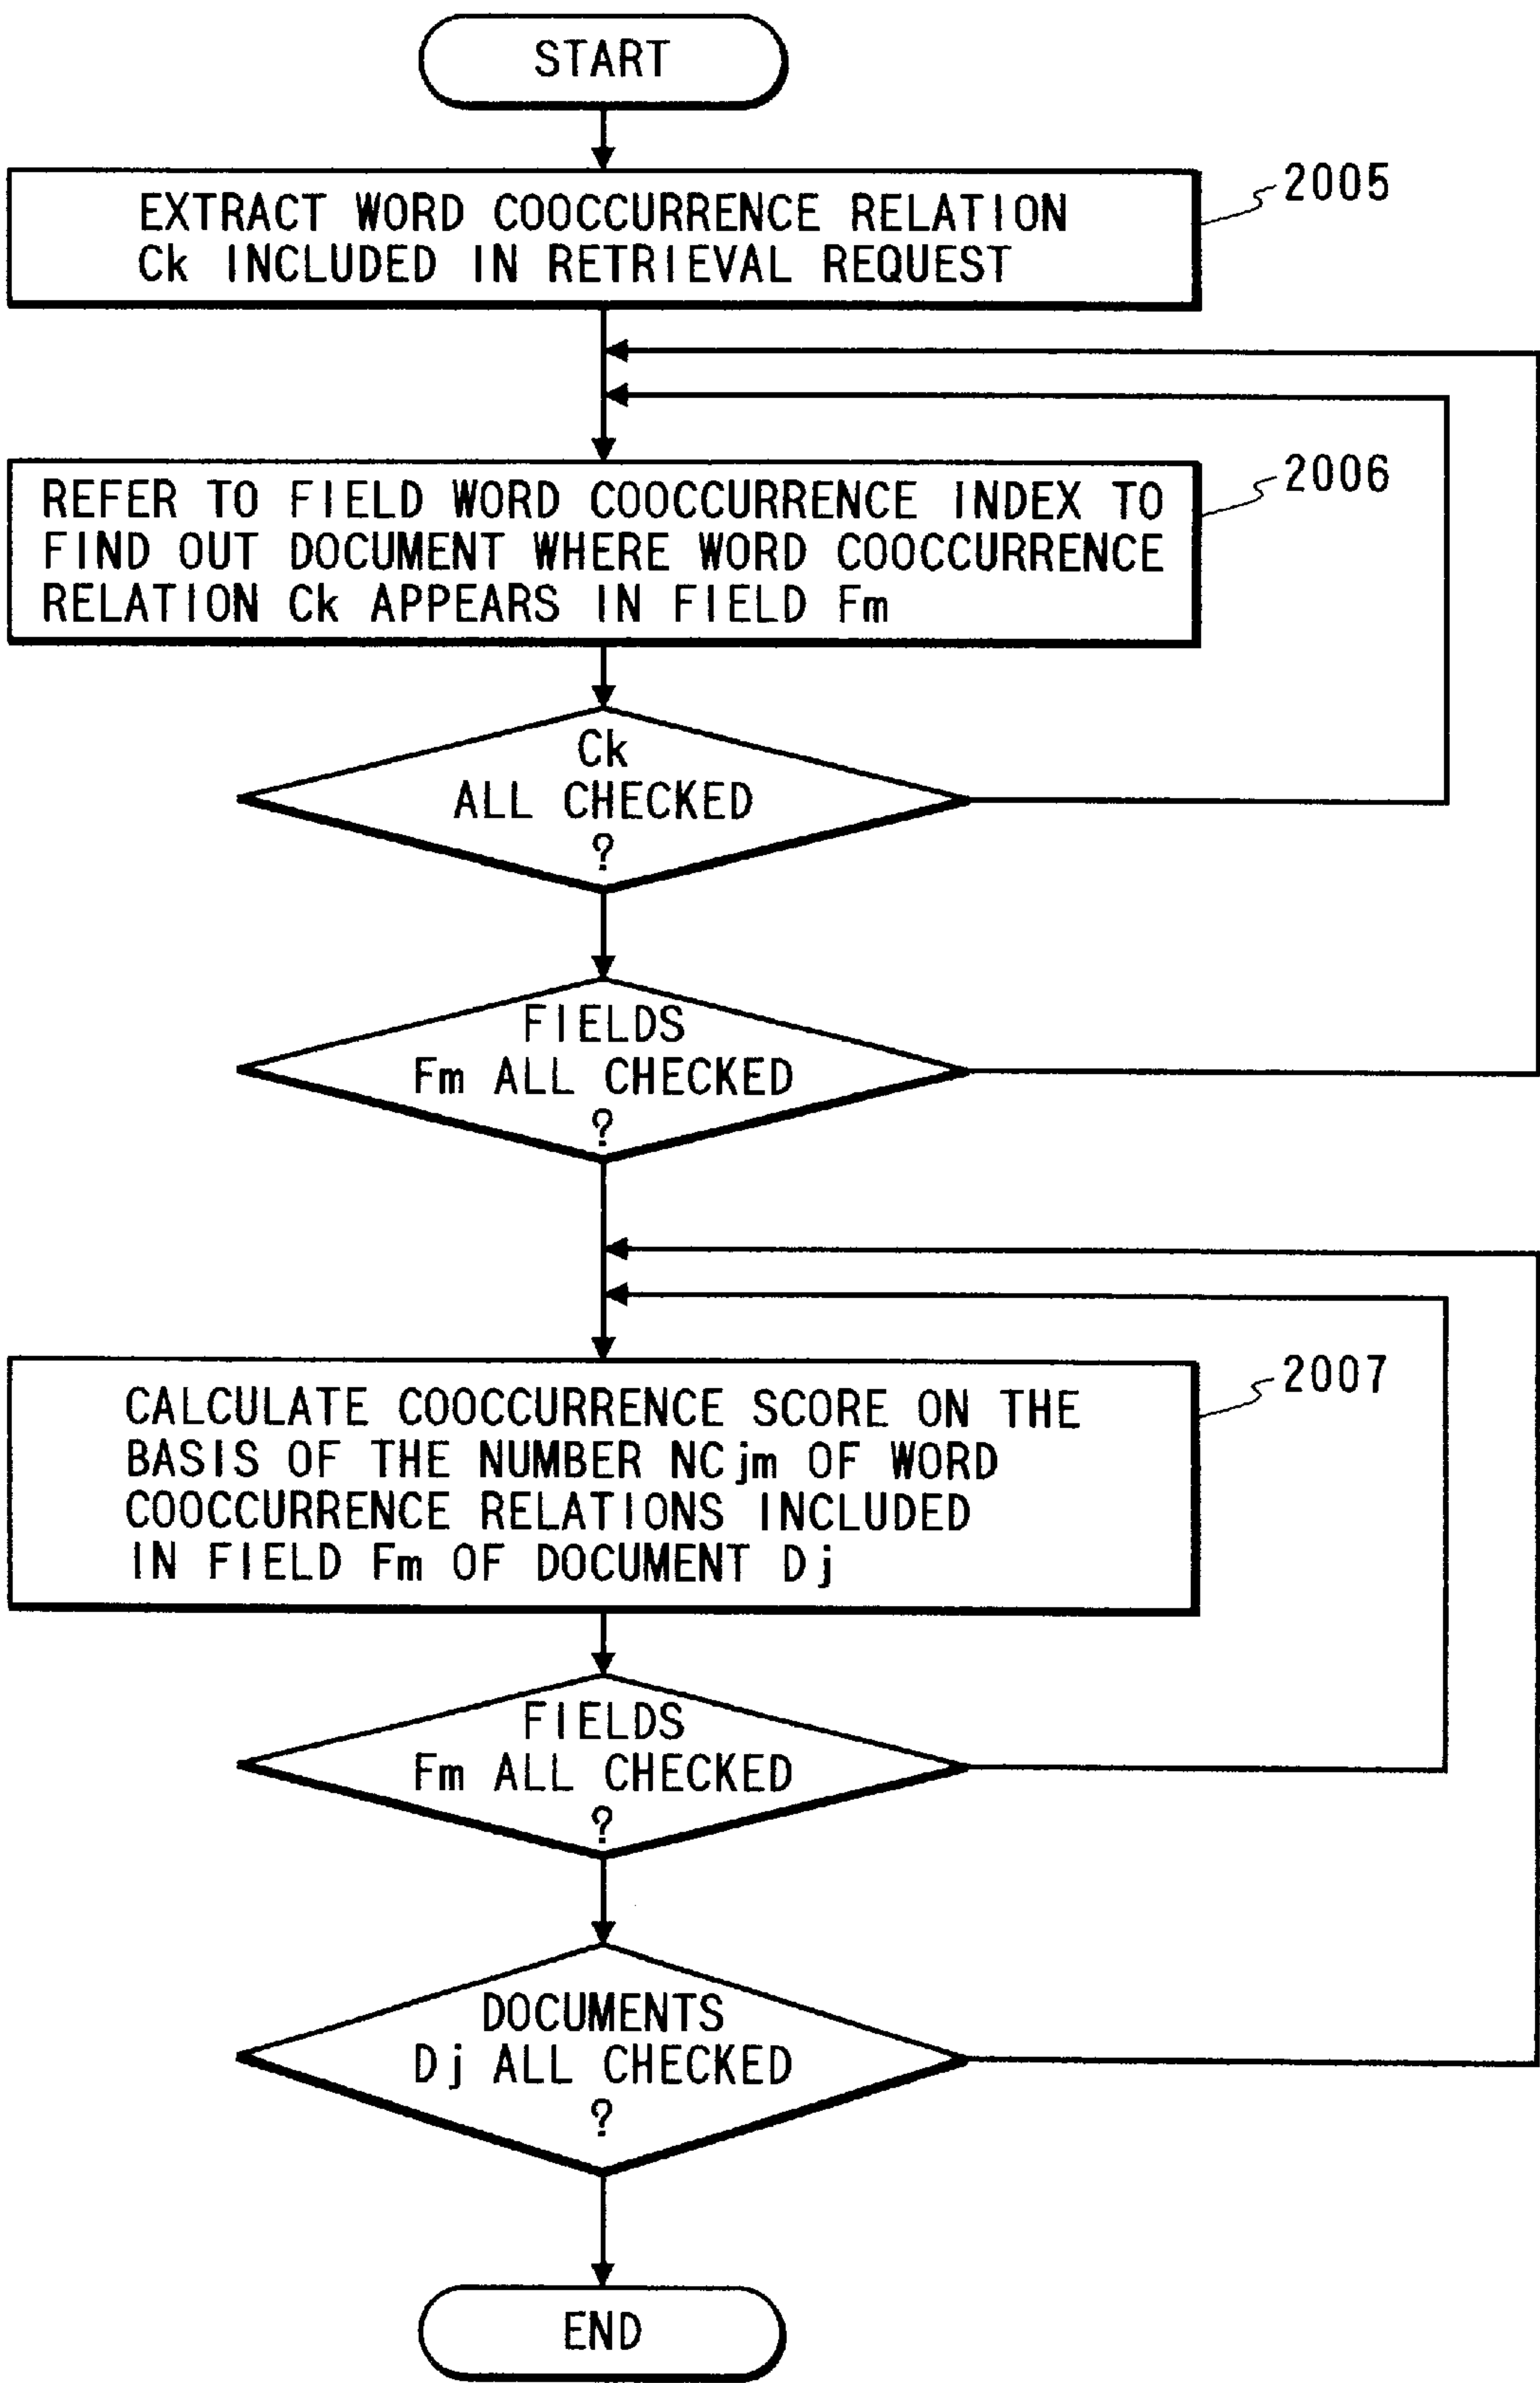 START
2005
EXTRACT WORD COOCCURRENCE RELATION
Ck INCLUDED IN RETRIEVAL REQUEST
2006
REFER TO FIELD WORD COOCCURRENCE INDEX TO
FIND OUT DOCUMENT WHERE WORD COOCCURRENCE
RELATION Ck APPEARS IN FIELD Fm
Ck
ALL CHECKED
?
FIELDS
Fm ALL CHECKED
?
2007
CALCULATE COOCCURRENCE SCORE ON THE
BASIS OF THE NUMBER NCjm OF WORD
COOCCURRENCE RELATIONS INCLUDED
IN FIELD Fm OF DOCUMENT Dj
FIELDS
Fm ALL CHECKED
?
DOCUMENTS
Dj ALL CHECKED
?
END